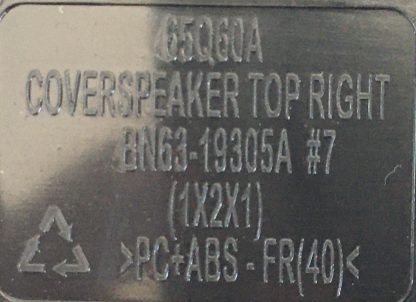 65Q60A
COVERSPEAKER TOP RIGHT
BN63-19305A #7
(1X2X1)
>PC+ABS - FR(40)<